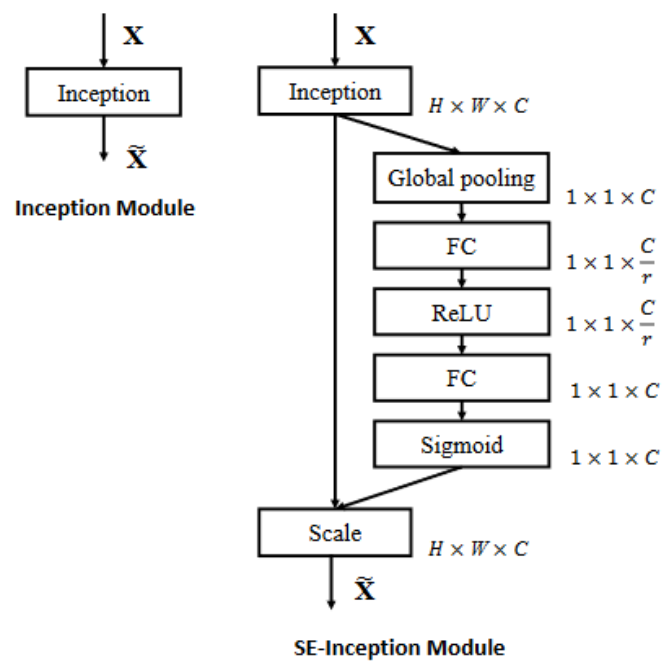 X
Inception
X̃
Inception Module
X
Inception
H × W × C
Global pooling
1 × 1 × C
FC
1 × 1 × C/r
ReLU
1 × 1 × C/r
FC
1 × 1 × C
Sigmoid
1 × 1 × C
Scale
H × W × C
X̃
SE-Inception Module